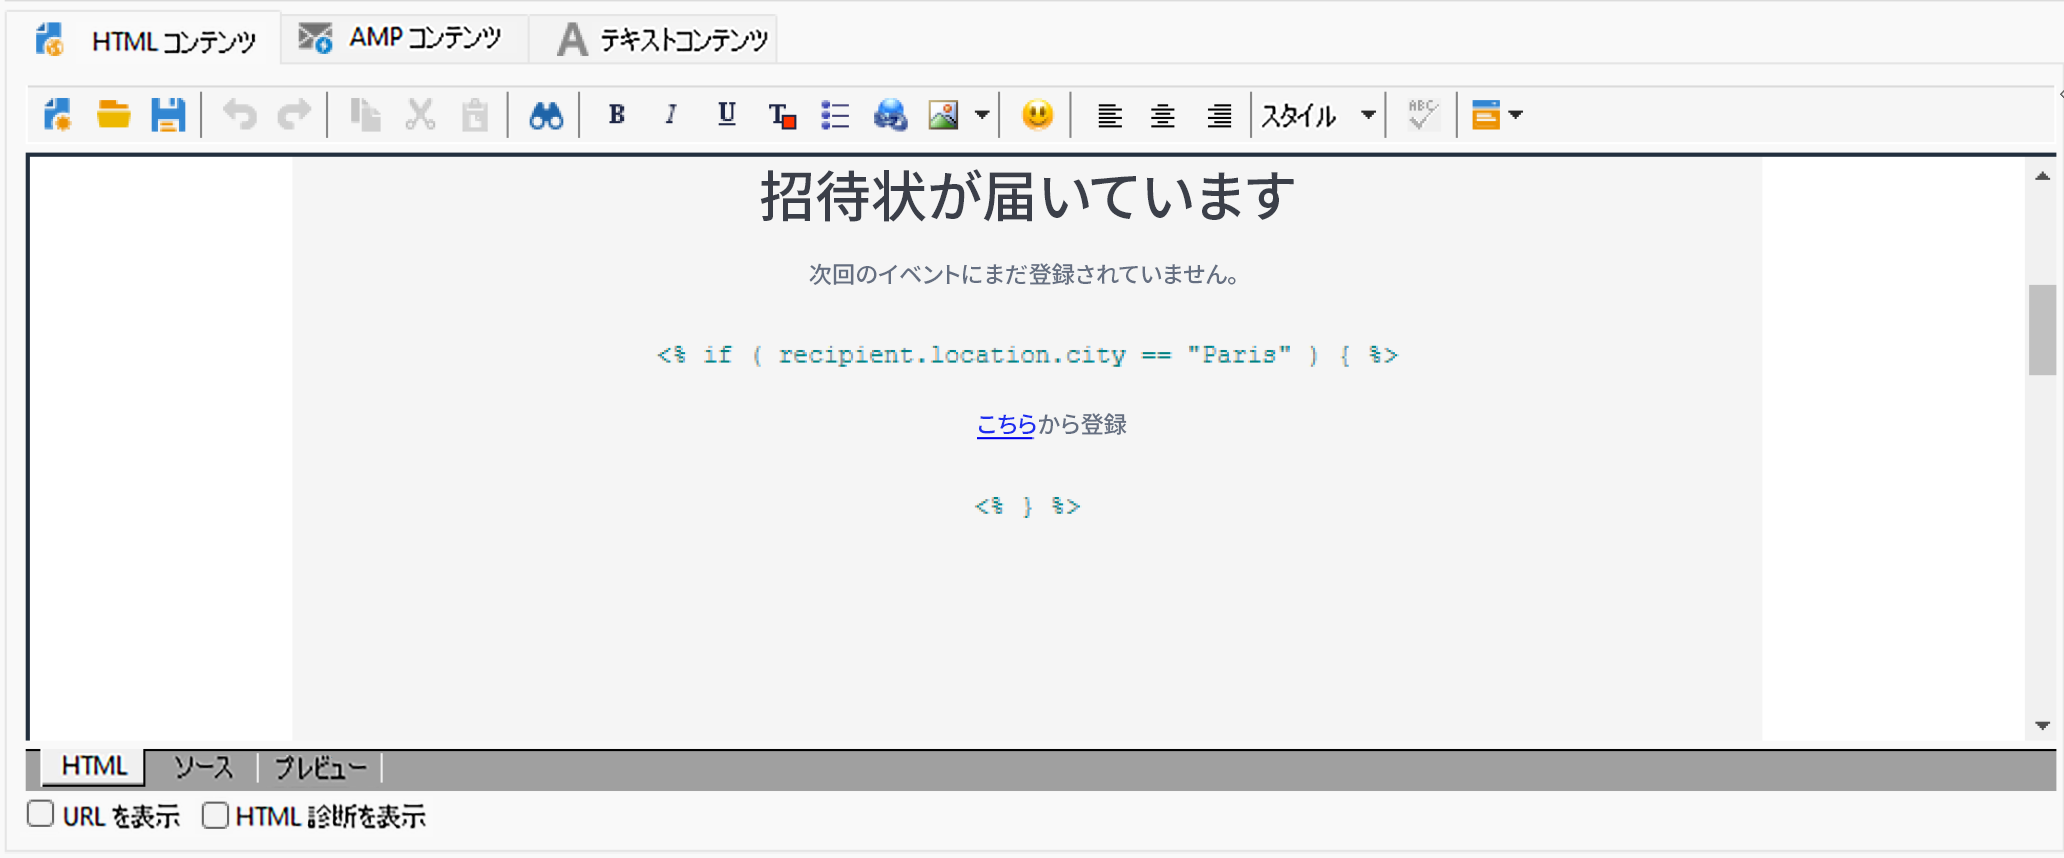 HTML コンテンツ
AMP コンテンツ
テキストコンテンツ
B I U T スタイル ABC
招待状が届いています
次回のイベントにまだ登録されていません。
<% if ( recipient.location.city == "Paris" ) { %>
こちらから登録
<% } %>
HTML ソース プレビュー
URL を表示 HTML 診断を表示